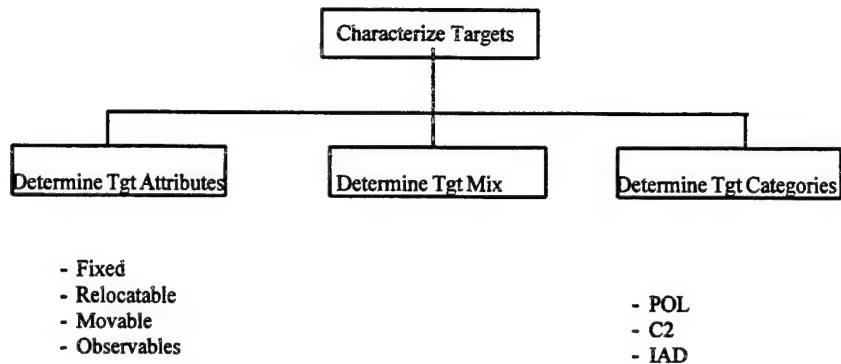 Characterize Targets
Determine Tgt Attributes
Determine Tgt Mix
Determine Tgt Categories
- Fixed
- Relocatable
- Movable
- Observables
- POL
- C2
- IAD